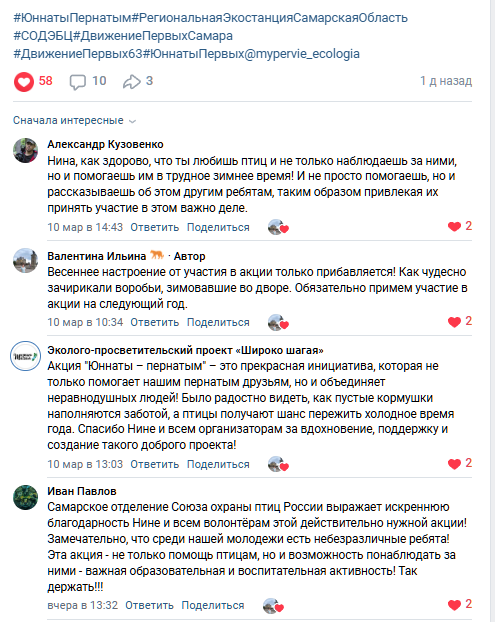 #ЮннатыПернатым#РегиональнаяЭкостанцияСамарскаяОбласть
#СОДЭБЦ#ДвижениеПервыхСамара
#ДвижениеПервых63#ЮннатыПервых@mypervie_ecologia
58 10 3 1 д назад
Сначала интересные
Александр Кузовенко
Нина, как здорово, что ты любишь птиц и не только наблюдаешь за ними,
но и помогаешь им в трудное зимнее время! И не просто помогаешь, но и
рассказываешь об этом другим ребятам, таким образом привлекая их
принять участие в этом важно деле.
10 мар в 14:43 Ответить Поделиться 2
Валентина Ильина · Автор
Весеннее настроение от участия в акции только прибавляется! Как чудесно
зачирикали воробьи, зимовавшие во дворе. Обязательно примем участие в
акции на следующий год.
10 мар в 10:34 Ответить Поделиться 2
Эколого-просветительский проект «Широко шагая»
Акция "Юннаты – пернатым" – это прекрасная инициатива, которая не
только помогает нашим пернатым друзьям, но и объединяет
неравнодушных людей! Было радостно видеть, как пустые кормушки
наполняются заботой, а птицы получают шанс пережить холодное время
года. Спасибо Нине и всем организаторам за вдохновение, поддержку и
создание такого доброго проекта!
10 мар в 13:03 Ответить Поделиться 2
Иван Павлов
Самарское отделение Союза охраны птиц России выражает искреннюю
благодарность Нине и всем волонтёрам этой действительно нужной акции!
Замечательно, что среди нашей молодежи есть небезразличные ребята!
Эта акция - не только помощь птицам, но и возможность понаблюдать за
ними - важная образовательная и воспитательная активность! Так
держать!!!
вчера в 13:32 Ответить Поделиться 2